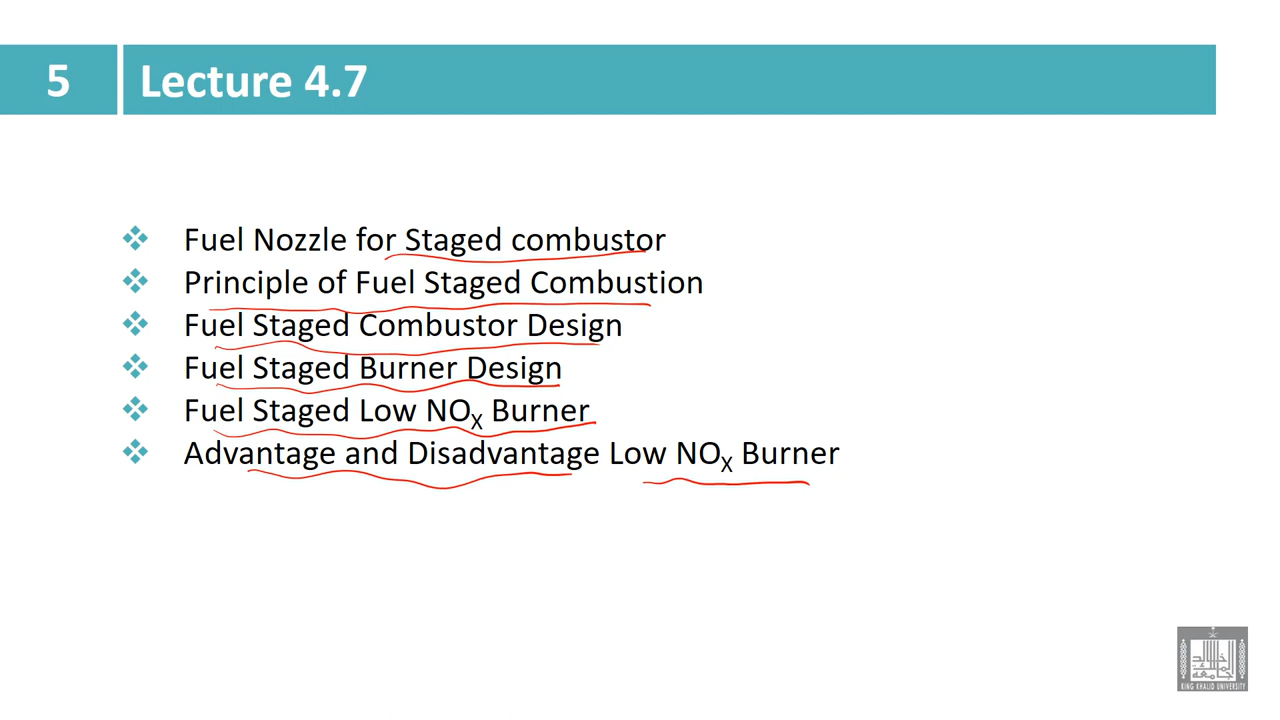 5
Lecture 4.7
Fuel Nozzle for Staged combustor
Principle of Fuel Staged Combustion
Fuel Staged Combustor Design
Fuel Staged Burner Design
Fuel Staged Low NOX Burner
Advantage and Disadvantage Low NOX Burner
KING KHALID UNIVERSITY